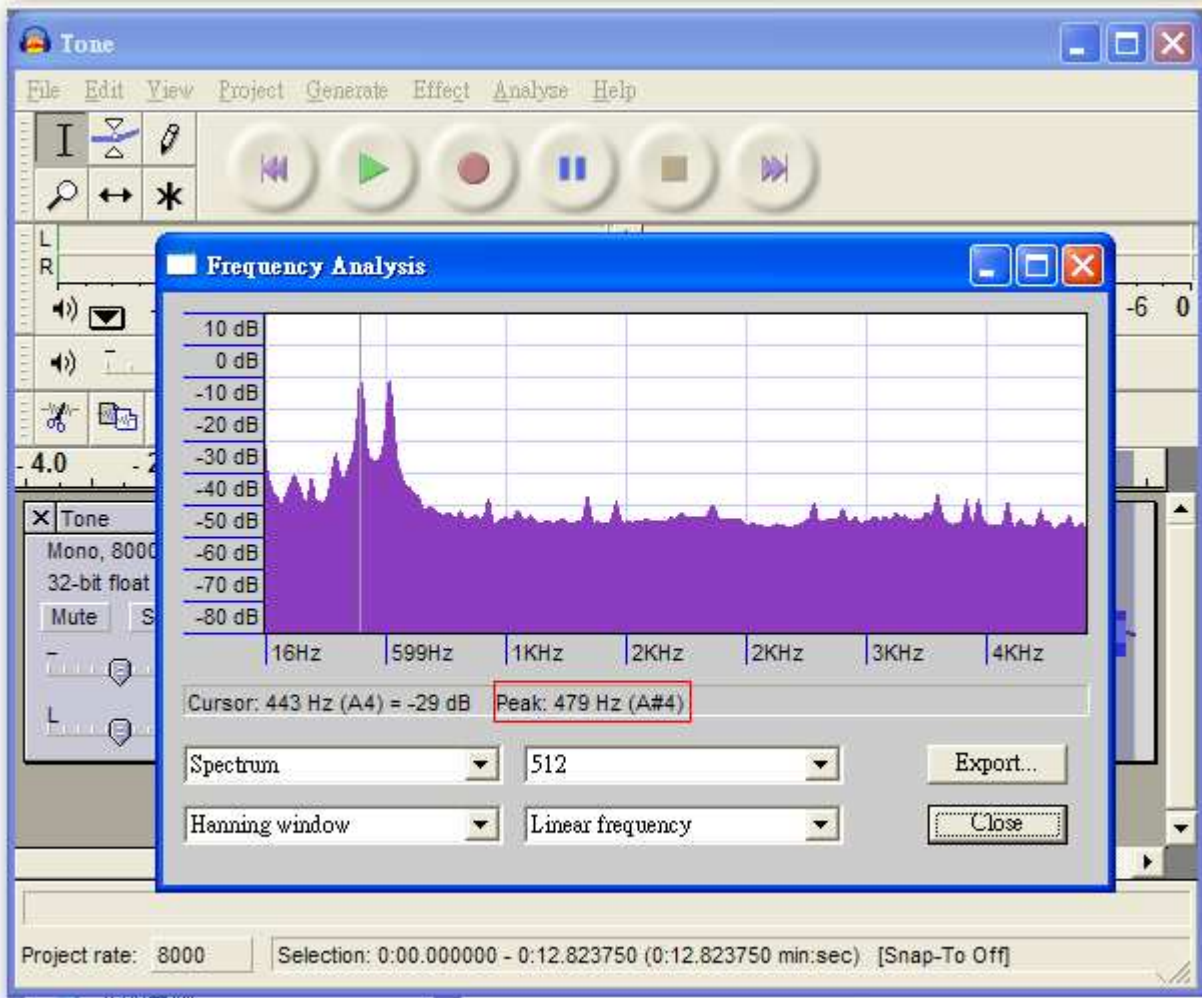 Tone
File Edit View Project Generate Effect Analyse Help
L
R
-6 0
Frequency Analysis
10 dB
0 dB
-10 dB
-20 dB
-30 dB
-40 dB
-50 dB
-60 dB
-70 dB
-80 dB
16Hz 599Hz 1KHz 2KHz 2KHz 3KHz 4KHz
Cursor: 443 Hz (A4) = -29 dB Peak: 479 Hz (A#4)
Spectrum 512 Export...
Hanning window Linear frequency Close
- 4.0 - 2
X Tone
Mono, 8000
32-bit float
Mute S
- 
L
Project rate: 8000 Selection: 0:00.000000 - 0:12.823750 (0:12.823750 min:sec) [Snap-To Off]